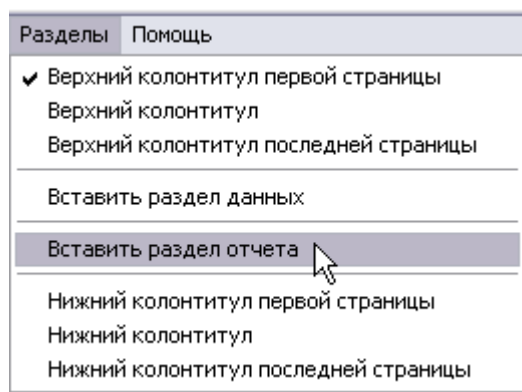 Разделы Помощь
Верхний колонтитул первой страницы
Верхний колонтитул
Верхний колонтитул последней страницы
Вставить раздел данных
Вставить раздел отчета
Нижний колонтитул первой страницы
Нижний колонтитул
Нижний колонтитул последней страницы